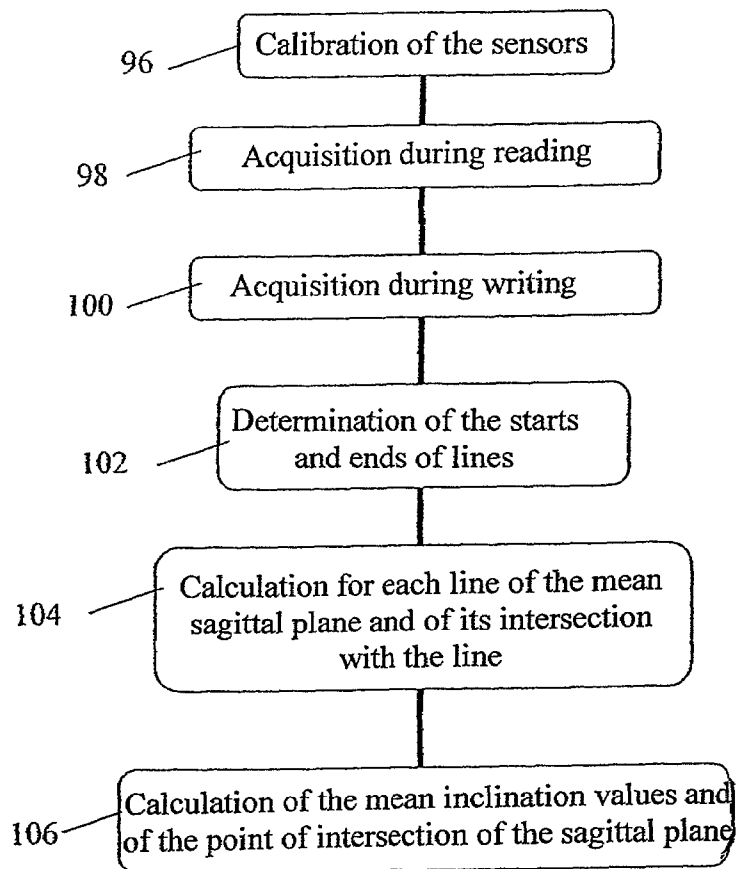 96
Calibration of the sensors
98
Acquisition during reading
100
Acquisition during writing
102
Determination of the starts
and ends of lines
104
Calculation for each line of the mean
sagittal plane and of its intersection
with the line
106
Calculation of the mean inclination values and
of the point of intersection of the sagittal plane